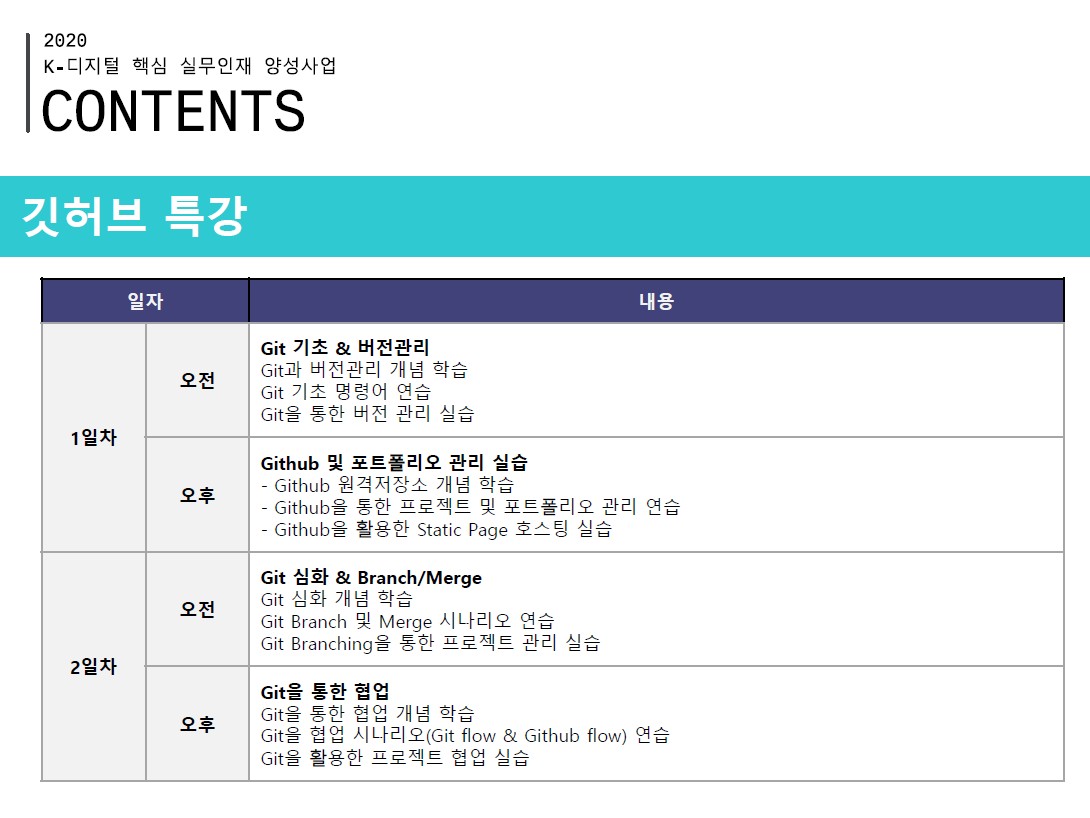 2020
K-디지털 핵심 실무인재 양성사업
CONTENTS
깃허브 특강
일자
내용
1일차
오전
Git 기초 & 버전관리
Git과 버전관리 개념 학습
Git 기초 명령어 연습
Git을 통한 버전 관리 실습
오후
Github 및 포트폴리오 관리 실습
- Github 원격저장소 개념 학습
- Github을 통한 프로젝트 및 포트폴리오 관리 연습
- Github을 활용한 Static Page 호스팅 실습
2일차
오전
Git 심화 & Branch/Merge
Git 심화 개념 학습
Git Branch 및 Merge 시나리오 연습
Git Branching을 통한 프로젝트 관리 실습
오후
Git을 통한 협업
Git을 통한 협업 개념 학습
Git을 협업 시나리오(Git flow & Github flow) 연습
Git을 활용한 프로젝트 협업 실습